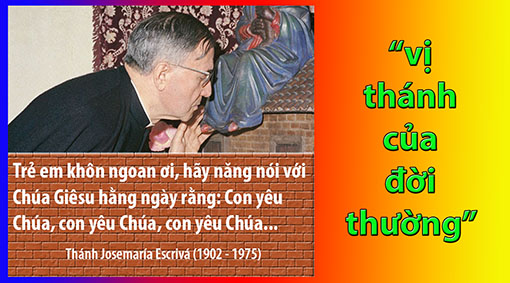 Trẻ em khôn ngoan ơi, hãy năng nói với
Chúa Giêsu hằng ngày rằng: Con yêu
Chúa, con yêu Chúa, con yêu Chúa...
Thánh Josemaría Escrivá (1902 - 1975)
“vị
thánh
của
đời
thường”